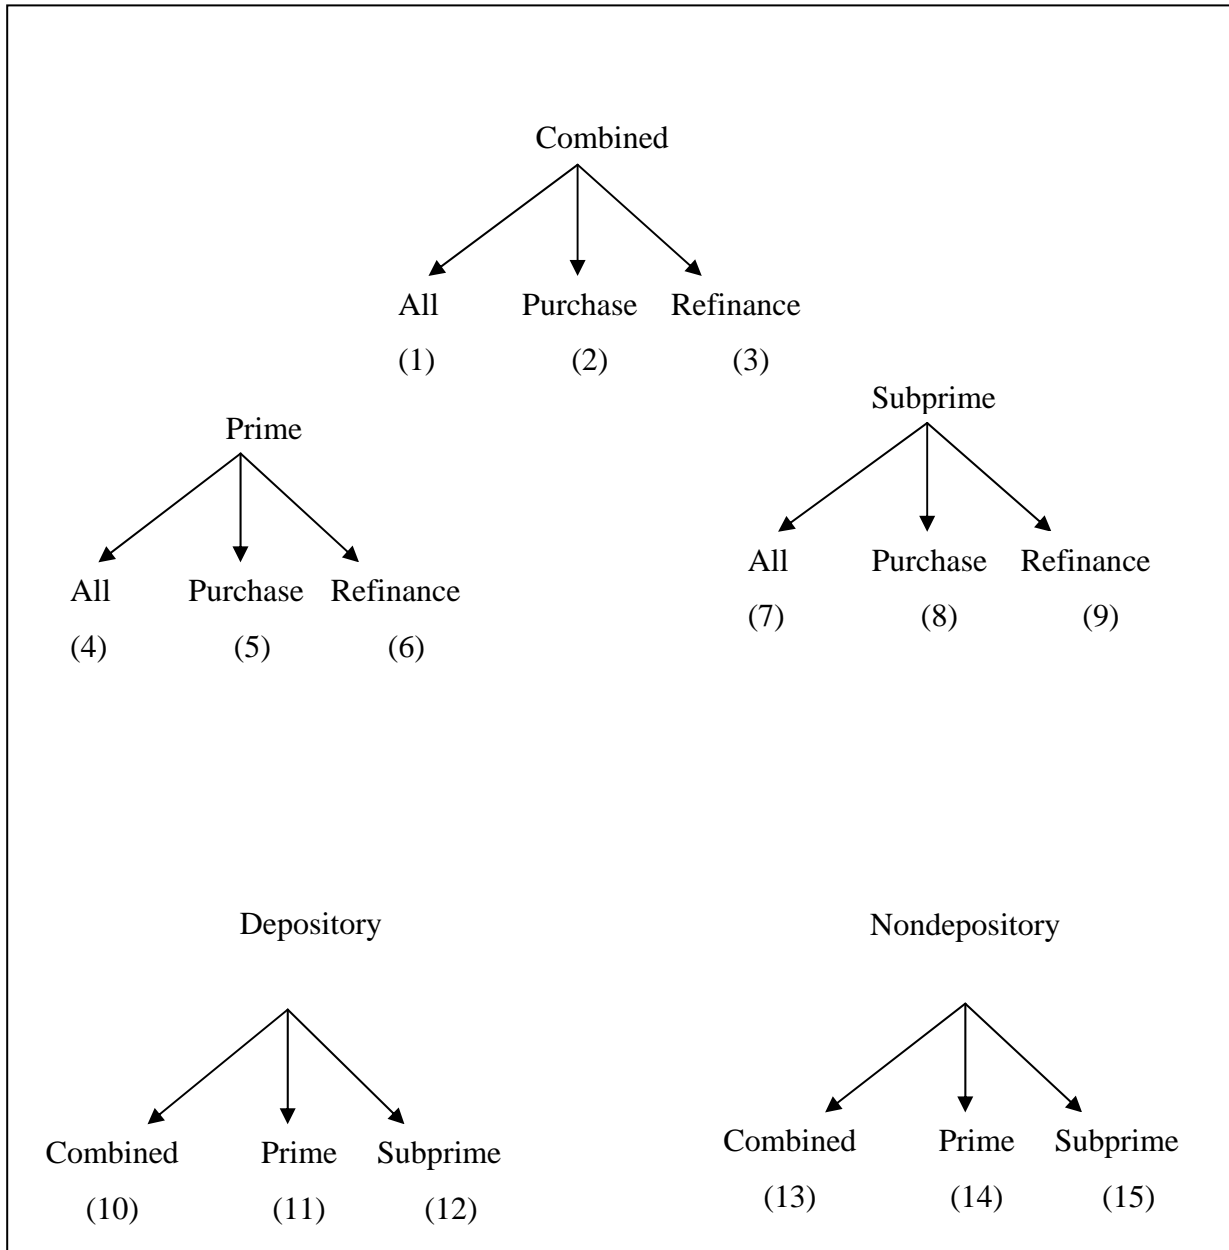 Combined
All Purchase Refinance
(1) (2) (3)
Prime
All Purchase Refinance
(4) (5) (6)
Subprime
All Purchase Refinance
(7) (8) (9)
Depository
Combined Prime Subprime
(10) (11) (12)
Nondepository
Combined Prime Subprime
(13) (14) (15)